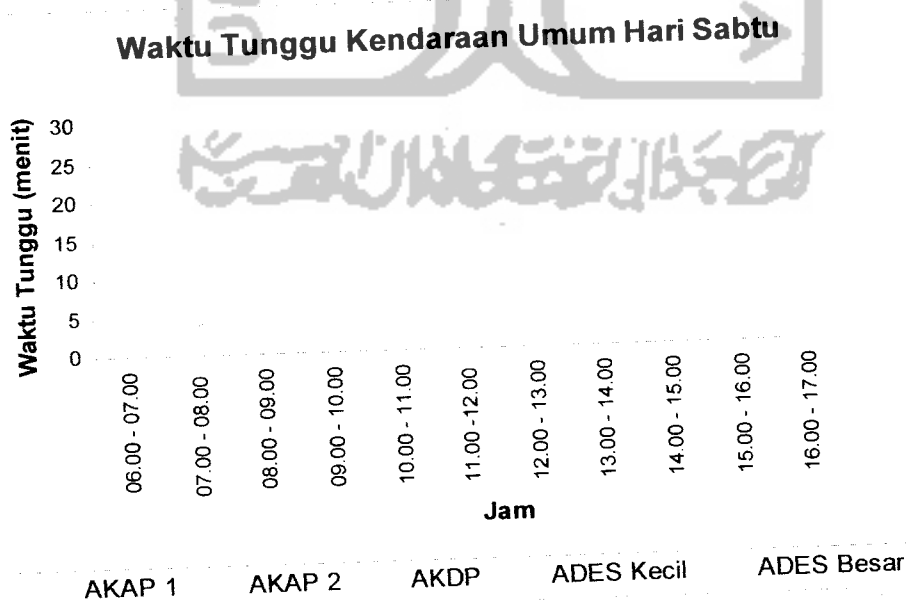 Waktu Tunggu Kendaraan Umum Hari Sabtu
Waktu Tunggu (menit)
30
25
20
15
10
5
0
06.00 - 07.00
07.00 - 08.00
08.00 - 09.00
09.00 - 10.00
10.00 - 11.00
11.00 -12.00
12.00 - 13.00
13.00 - 14.00
14.00 - 15.00
15.00 - 16.00
16.00 - 17.00
Jam
AKAP 1 AKAP 2 AKDP ADES Kecil ADES Besar